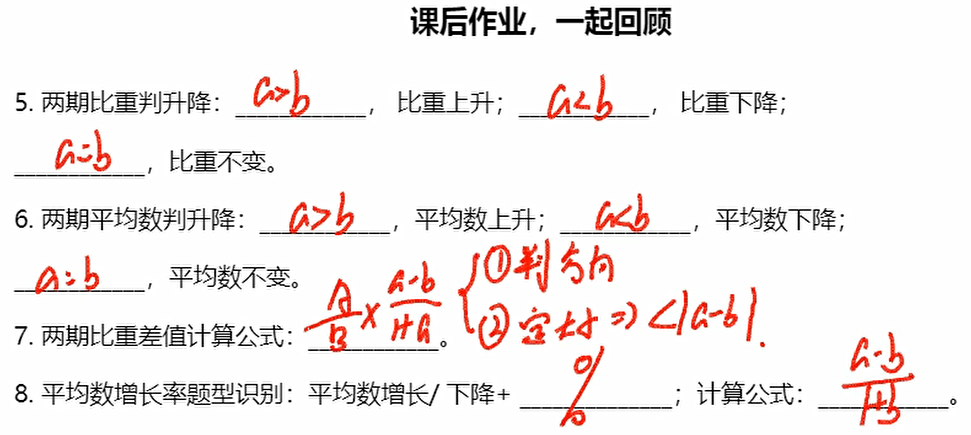 课后作业，一起回顾
5. 两期比重判升降：a>b，比重上升；a<b，比重下降；
a=b，比重不变。
6. 两期平均数判升降：a>b，平均数上升；a<b，平均数下降；
a=b，平均数不变。
7. 两期比重差值计算公式：A/B × (a-b)/(1+a)。 {①判方向 ②定大小 => <|a-b|.
8. 平均数增长率题型识别：平均数增长/ 下降+ %；计算公式：(a-b)/(1+b)。